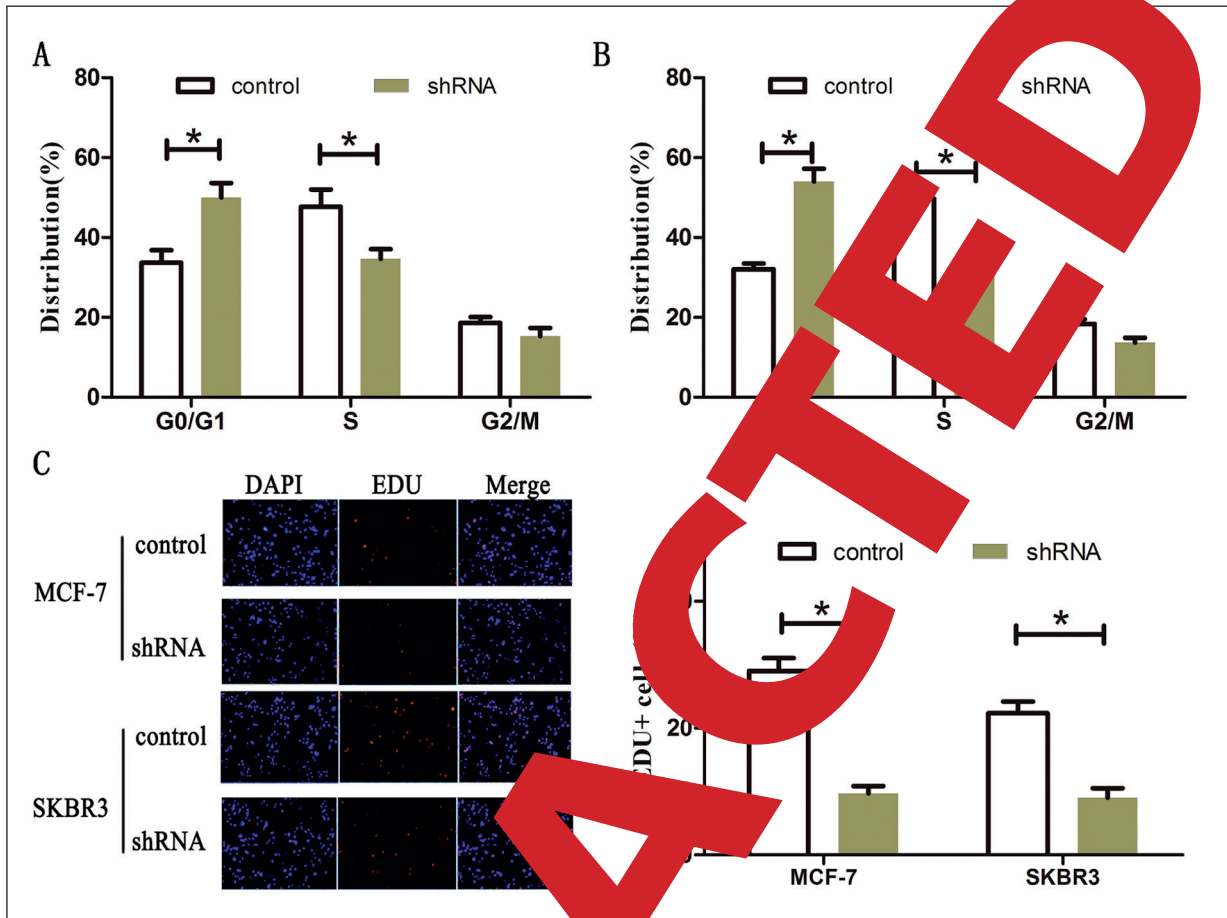 A
control shRNA
*
*
80
60
40
20
0
Distribution(%)
G0/G1 S G2/M
B
control shRNA
*
*
80
60
40
20
0
Distribution(%)
S G2/M
C
DAPI EDU Merge
MCF-7
control
shRNA
SKBR3
control
shRNA
control shRNA
*
*
20
EDU+ cell
MCF-7 SKBR3
ACTED